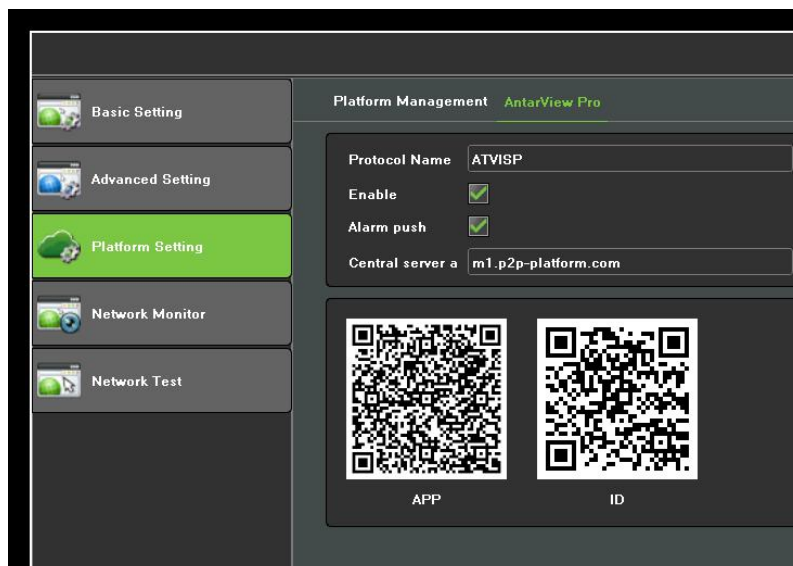 Basic Setting
Advanced Setting
Platform Setting
Network Monitor
Network Test
Platform Management AntarView Pro
Protocol Name ATVISP
Enable
Alarm push
Central server a m1.p2p-platform.com
APP ID